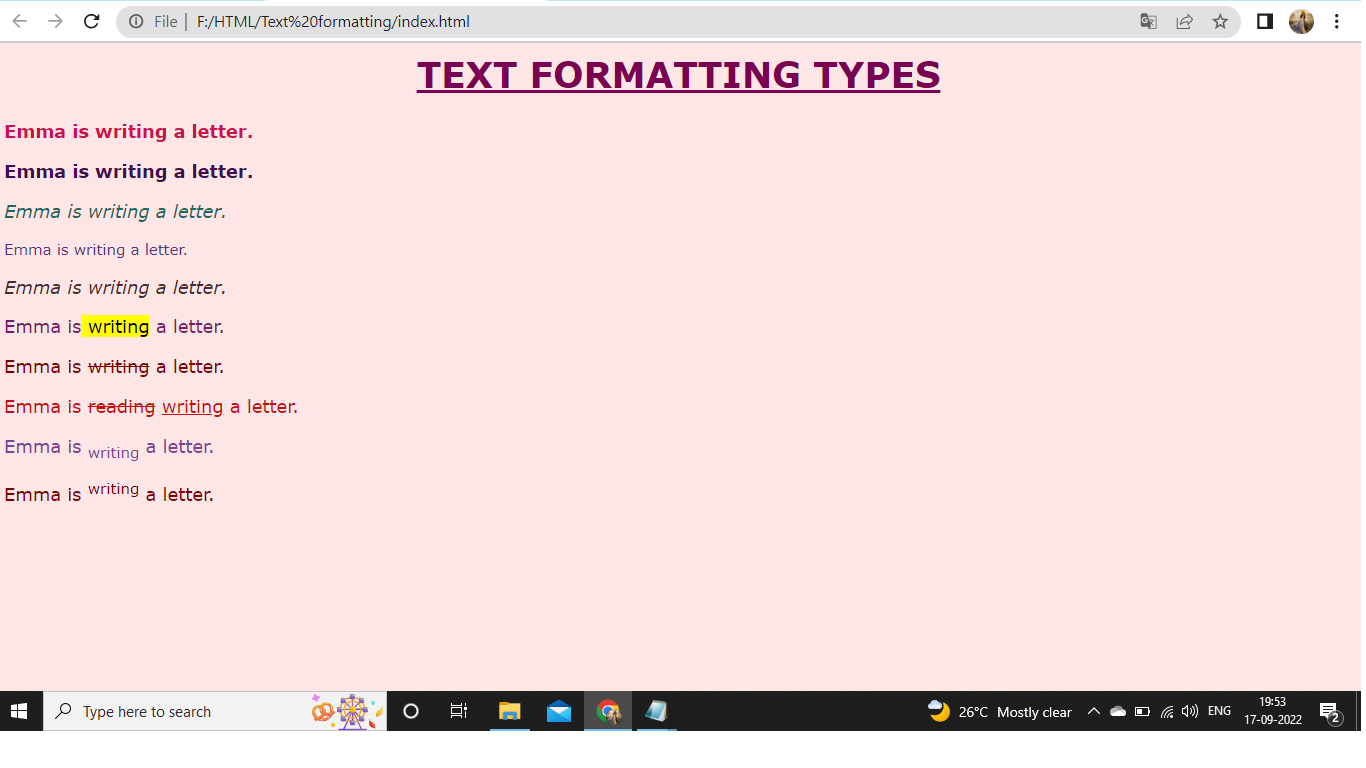 File | F:/HTML/Text%20formatting/index.html
TEXT FORMATTING TYPES
Emma is writing a letter.
Emma is writing a letter.
Emma is writing a letter.
Emma is writing a letter.
Emma is writing a letter.
Emma is writing a letter.
Emma is writing a letter.
Emma is reading writing a letter.
Emma is writing a letter.
Emma is writing a letter.
Type here to search
26°C Mostly clear
ENG
19:53
17-09-2022
2